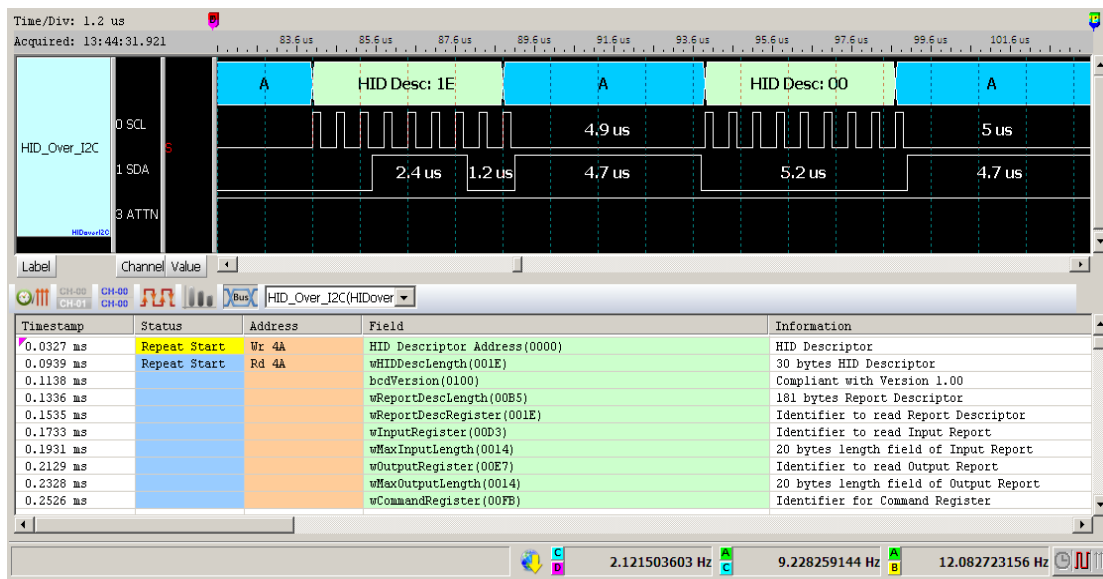 Time/Div: 1.2 us
Acquired: 13:44:31.921
83.6 us 85.6 us 87.6 us 89.6 us 91.6 us 93.6 us 95.6 us 97.6 us 99.6 us 101.6 us
A HID Desc: 1E A HID Desc: 00 A
0 SCL 4.9 us 5 us
HID_Over_I2C S
1 SDA 2.4 us 1.2 us 4.7 us 5.2 us 4.7 us
3 ATTN
HIDoverI2C
Label Channel Value
CH-00 CH-01 CH-00 CH-00 Bus HID_Over_I2C(HIDover
Timestamp Status Address Field Information
0.0327 ms Repeat Start Wr 4A HID Descriptor Address(0000) HID Descriptor
0.0939 ms Repeat Start Rd 4A wHIDDescLength(001E) 30 bytes HID Descriptor
0.1138 ms bcdVersion(0100) Compliant with Version 1.00
0.1336 ms wReportDescLength(00B5) 181 bytes Report Descriptor
0.1535 ms wReportDescRegister(001E) Identifier to read Report Descriptor
0.1733 ms wInputRegister(00D3) Identifier to read Input Report
0.1931 ms wMaxInputLength(0014) 20 bytes length field of Input Report
0.2129 ms wOutputRegister(00E7) Identifier to read Output Report
0.2328 ms wMaxOutputLength(0014) 20 bytes length field of Output Report
0.2526 ms wCommandRegister(00FB) Identifier for Command Register
C D 2.121503603 Hz A C 9.228259144 Hz A B 12.082723156 Hz